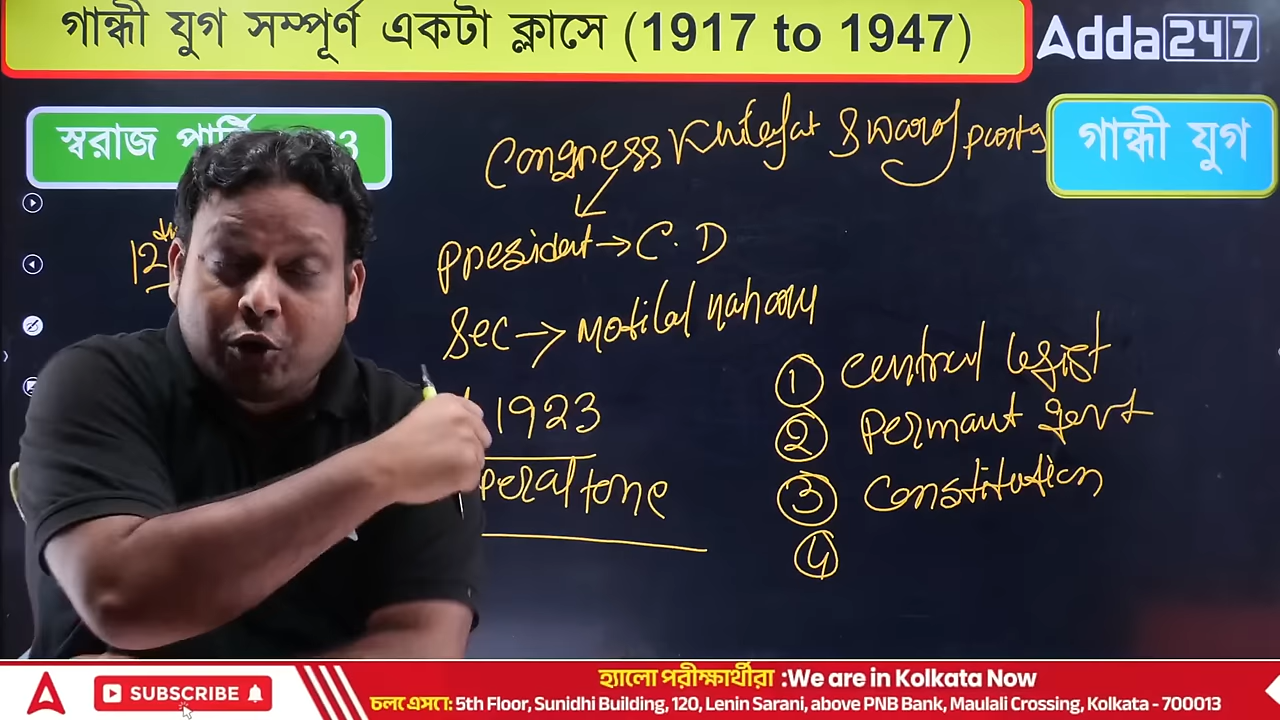 গান্ধী যুগ সম্পূর্ণ একটা ক্লাসে (1917 to 1947)
Adda247
স্বরাজ পার্টি
গান্ধী যুগ
Congress Khilafat Swaraj party
12th
President → C. D
Sec → Motilal
1923
① central legist
② permant govt
③ constitution
④
হ্যালো পরীক্ষার্থীরা :We are in Kolkata Now
SUBSCRIBE
চলে এসো: 5th Floor, Sunidhi Building, 120, Lenin Sarani, above PNB Bank, Maulali Crossing, Kolkata - 700013